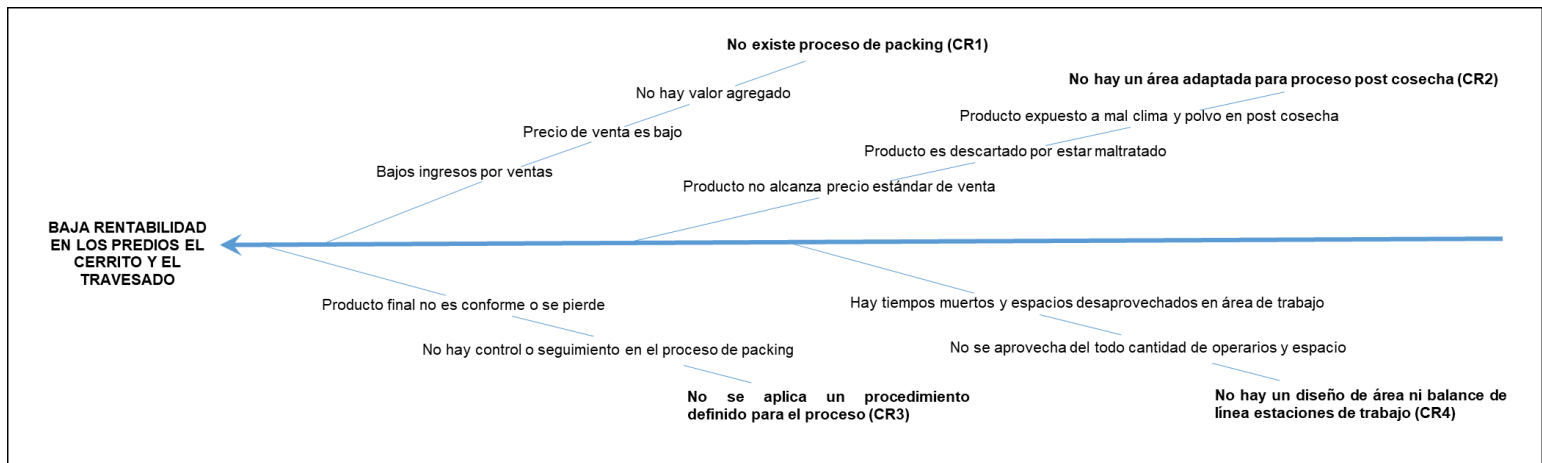 No existe proceso de packing (CR1)
No hay valor agregado
Precio de venta es bajo
Bajos ingresos por ventas
No hay un área adaptada para proceso post cosecha (CR2)
Producto expuesto a mal clima y polvo en post cosecha
Producto es descartado por estar maltratado
Producto no alcanza precio estándar de venta
BAJA RENTABILIDAD
EN LOS PREDIOS EL
CERRITO Y EL
TRAVESADO
Producto final no es conforme o se pierde
No hay control o seguimiento en el proceso de packing
No se aplica un procedimiento
definido para el proceso (CR3)
Hay tiempos muertos y espacios desaprovechados en área de trabajo
No se aprovecha del todo cantidad de operarios y espacio
No hay un diseño de área ni balance de
línea estaciones de trabajo (CR4)